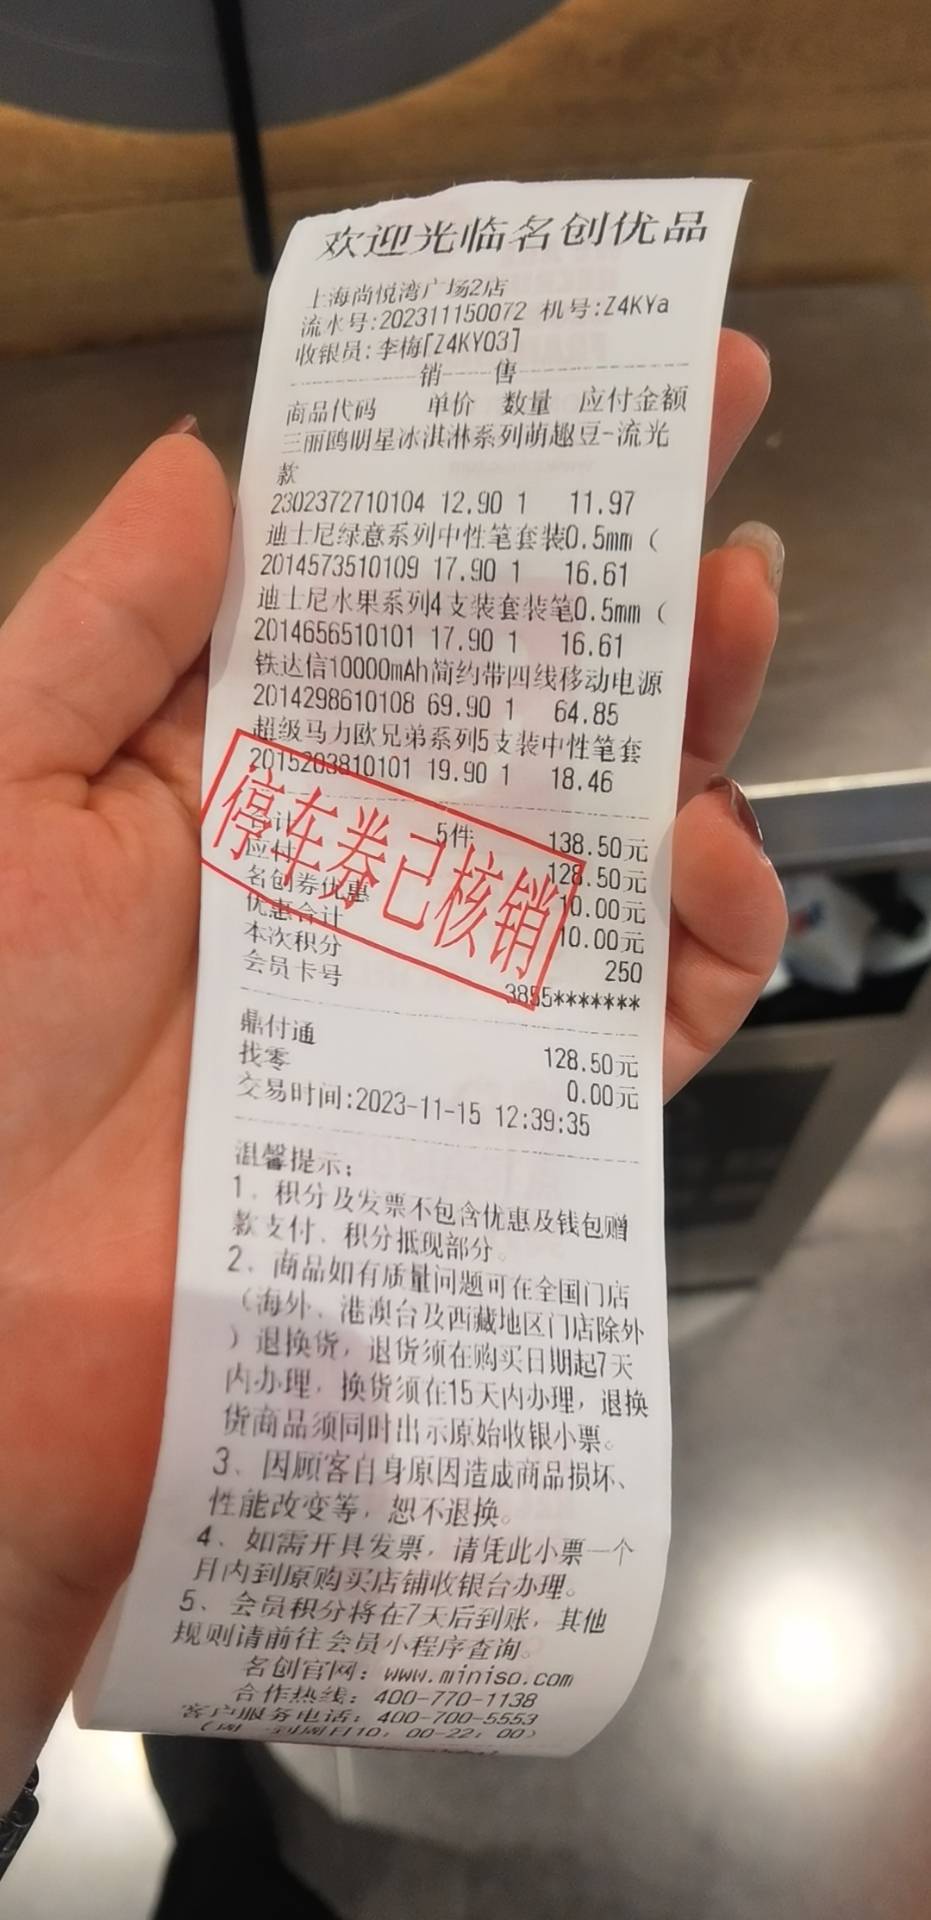 欢迎光临名创优品
上海尚悦湾广场2店
流水号:202311150072 机号:Z4KYa
收银员:李梅[Z4KY03]
销----售
商品代码 单价 数量 应付金额
三丽鸥明星冰淇淋系列萌趣豆-流光
款
2302372710104 12.90 1 11.97
迪士尼绿意系列中性笔套装0.5mm（
2014573510109 17.90 1 16.61
迪士尼水果系列4支装套装笔0.5mm（
2014656510101 17.90 1 16.61
铁达信10000mAh简约带四线移动电源
2014298610108 69.90 1 64.85
超级马力欧兄弟系列5支装中性笔套
2015203810101 19.90 1 18.46
合计 5件 138.50元
应付 128.50元
名创券优惠 10.00元
优惠合计 10.00元
本次积分 250
会员卡号 3855*******
停车券已核销
鼎付通 128.50元
找零 0.00元
交易时间:2023-11-15 12:39:35
温馨提示:
1、积分及发票不包含优惠及钱包赠
款支付、积分抵现部分。
2、商品如有质量问题可在全国门店
（海外、港澳台及西藏地区门店除外
）退换货，退货须在购买日期起7天
内办理，换货须在15天内办理，退换
货商品须同时出示原始收银小票。
3、因顾客自身原因造成商品损坏、
性能改变等，恕不退换。
4、如需开具发票，请凭此小票一个
月内到原购买店铺收银台办理。
5、会员积分将在7天后到账，其他
规则请前往会员小程序查询。
名创官网：www.miniso.com
合作热线：400-770-1138
客户服务电话：400-700-5553
（周一到周日10：00-22：00）